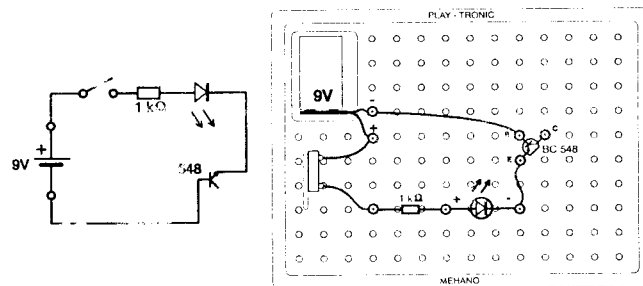 1 kΩ
+
9V
548
PLAY - TRONIC
9V
-
+
C
BC 548
1 kΩ
+
-
MEHANO